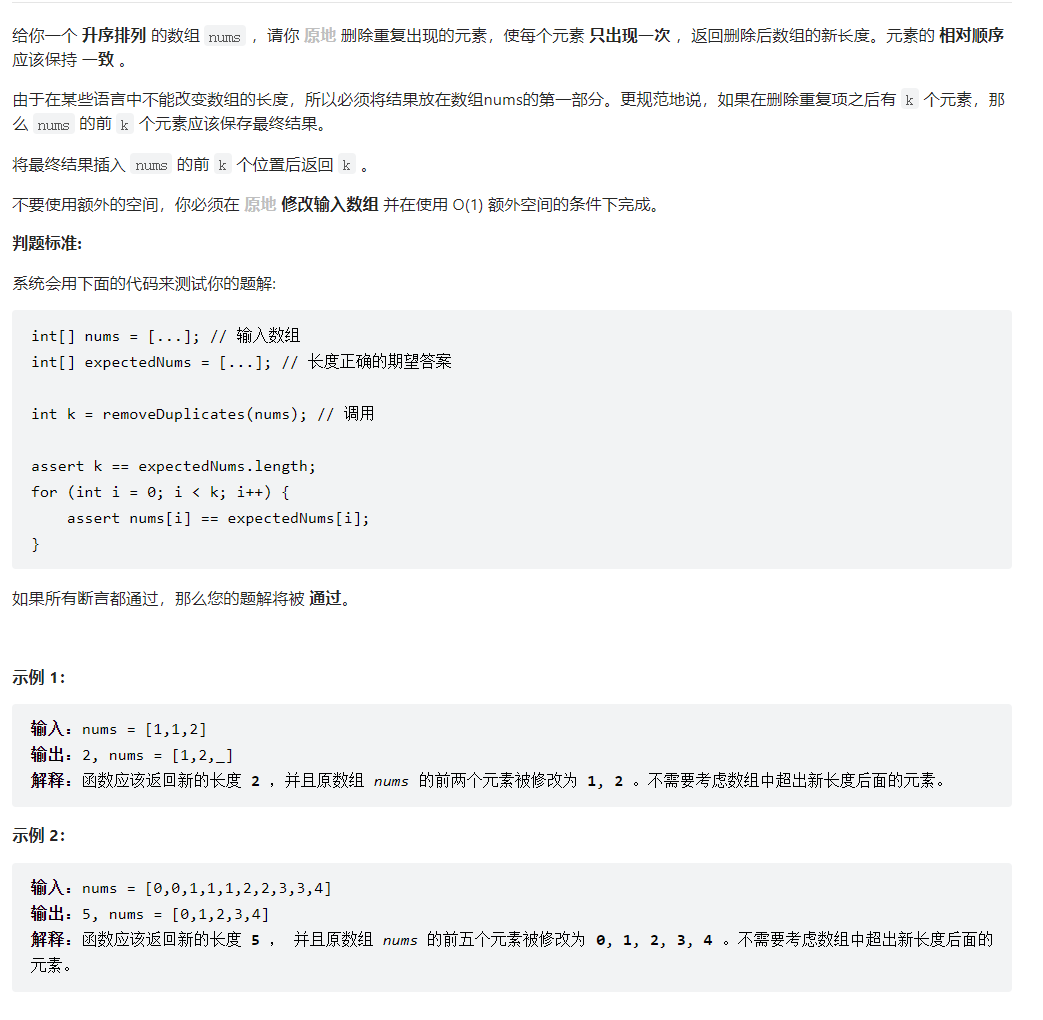 给你一个 升序排列 的数组 nums ，请你 原地 删除重复出现的元素，使每个元素 只出现一次 ，返回删除后数组的新长度。元素的 相对顺序
应该保持 一致 。
由于在某些语言中不能改变数组的长度，所以必须将结果放在数组nums的第一部分。更规范地说，如果在删除重复项之后有 k 个元素，那
么 nums 的前 k 个元素应该保存最终结果。
将最终结果插入 nums 的前 k 个位置后返回 k 。
不要使用额外的空间，你必须在 原地 修改输入数组 并在使用 O(1) 额外空间的条件下完成。
判题标准:
系统会用下面的代码来测试你的题解:
int[] nums = [...]; // 输入数组
int[] expectedNums = [...]; // 长度正确的期望答案
int k = removeDuplicates(nums); // 调用
assert k == expectedNums.length;
for (int i = 0; i < k; i++) {
    assert nums[i] == expectedNums[i];
}
如果所有断言都通过，那么您的题解将被 通过。
示例 1：
输入：nums = [1,1,2]
输出：2, nums = [1,2,_]
解释：函数应该返回新的长度 2 ，并且原数组 nums 的前两个元素被修改为 1, 2 。不需要考虑数组中超出新长度后面的元素。
示例 2：
输入：nums = [0,0,1,1,1,2,2,3,3,4]
输出：5, nums = [0,1,2,3,4]
解释：函数应该返回新的长度 5 ， 并且原数组 nums 的前五个元素被修改为 0, 1, 2, 3, 4 。不需要考虑数组中超出新长度后面的
元素。